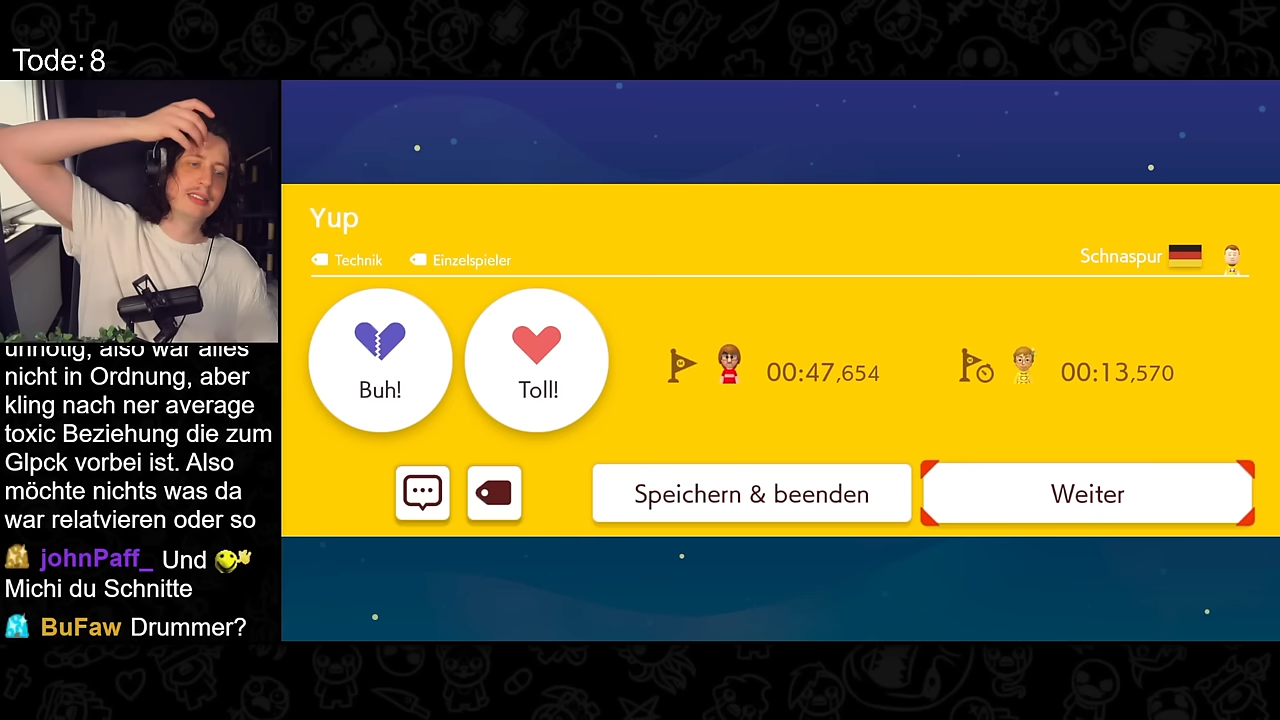 Tode: 8
Yup
Technik
Einzelspieler
Schnaspur
Buh!
Toll!
00:47,654
00:13,570
Speichern & beenden
Weiter
unnötig, also war alles
nicht in Ordnung, aber
kling nach ner average
toxic Beziehung die zum
Glpck vorbei ist. Also
möchte nichts was da
war relatvieren oder so
johnPaff_ Und
Michi du Schnitte
BuFaw Drummer?